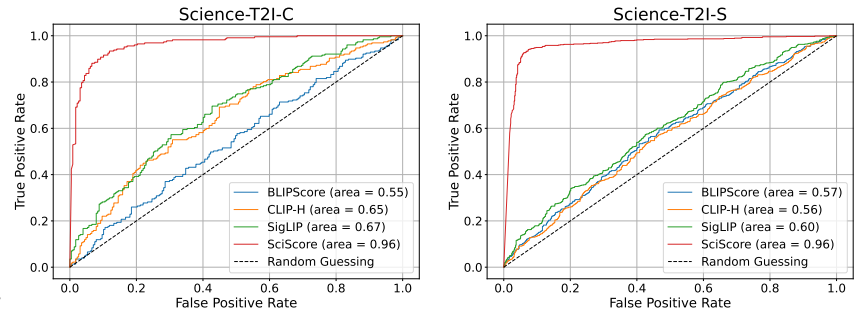 Science-T2I-C
1.0
0.8
0.6
0.4
0.2
0.0
True Positive Rate
BLIPScore (area = 0.55)
CLIP-H (area = 0.65)
SigLIP (area = 0.67)
SciScore (area = 0.96)
Random Guessing
0.0 0.2 0.4 0.6 0.8 1.0
False Positive Rate
Science-T2I-S
1.0
0.8
0.6
0.4
0.2
0.0
True Positive Rate
BLIPScore (area = 0.57)
CLIP-H (area = 0.56)
SigLIP (area = 0.60)
SciScore (area = 0.96)
Random Guessing
0.0 0.2 0.4 0.6 0.8 1.0
False Positive Rate